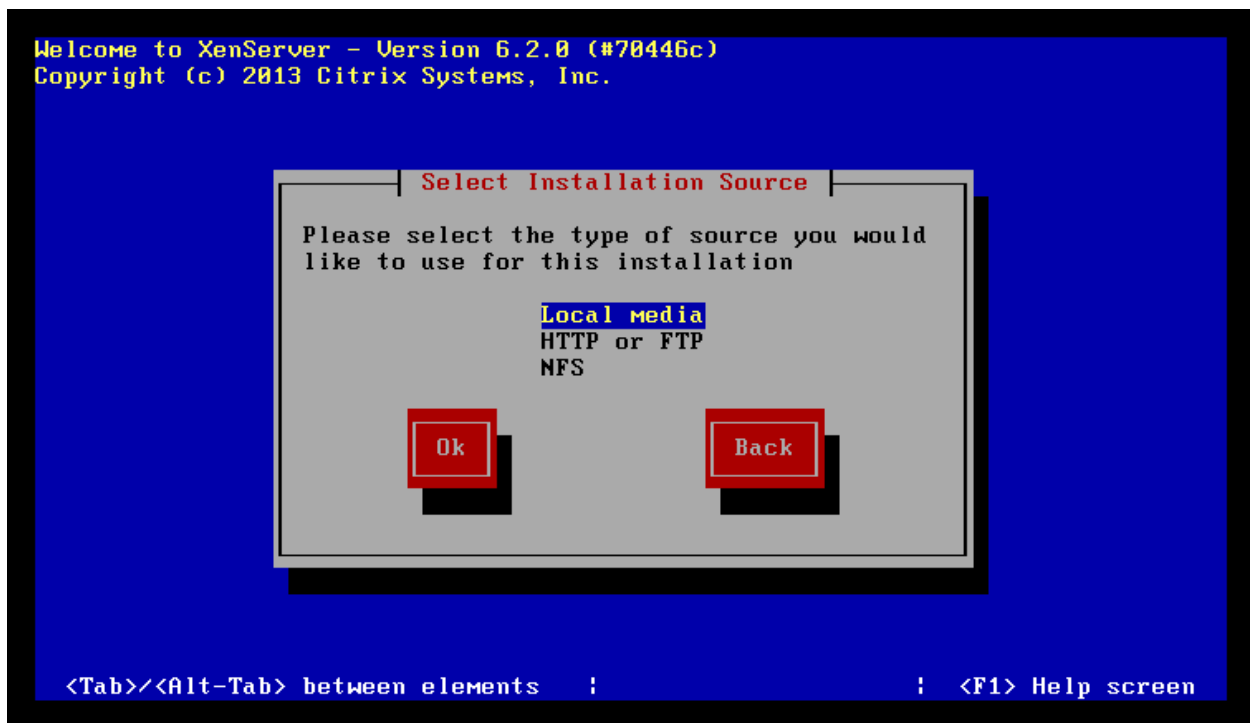 Welcome to XenServer - Version 6.2.0 (#70446c)
Copyright (c) 2013 Citrix Systems, Inc.
Select Installation Source
Please select the type of source you would
like to use for this installation
Local media
HTTP or FTP
NFS
Ok Back
<Tab>/<Alt-Tab> between elements ¦ ¦ <F1> Help screen